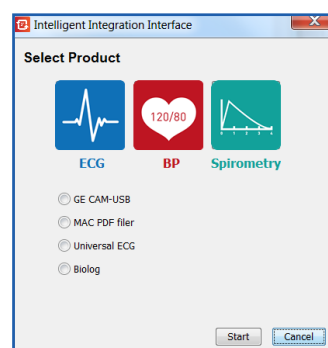 Intelligent Integration Interface
Select Product
120/80
ECG BP Spirometry
GE CAM-USB
MAC PDF filer
Universal ECG
Biolog
Start Cancel